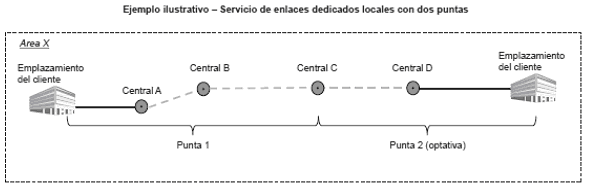 Ejemplo ilustrativo – Servicio de enlaces dedicados locales con dos puntas
Area X
Emplazamiento
del cliente
Central A
Central B
Central C
Central D
Emplazamiento
del cliente
Punta 1
Punta 2 (optativa)